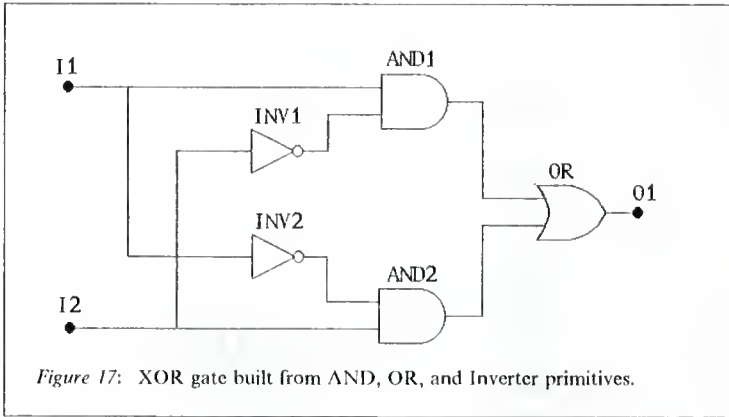 I1
AND1
INV1
OR
O1
INV2
AND2
I2
Figure 17: XOR gate built from AND, OR, and Inverter primitives.